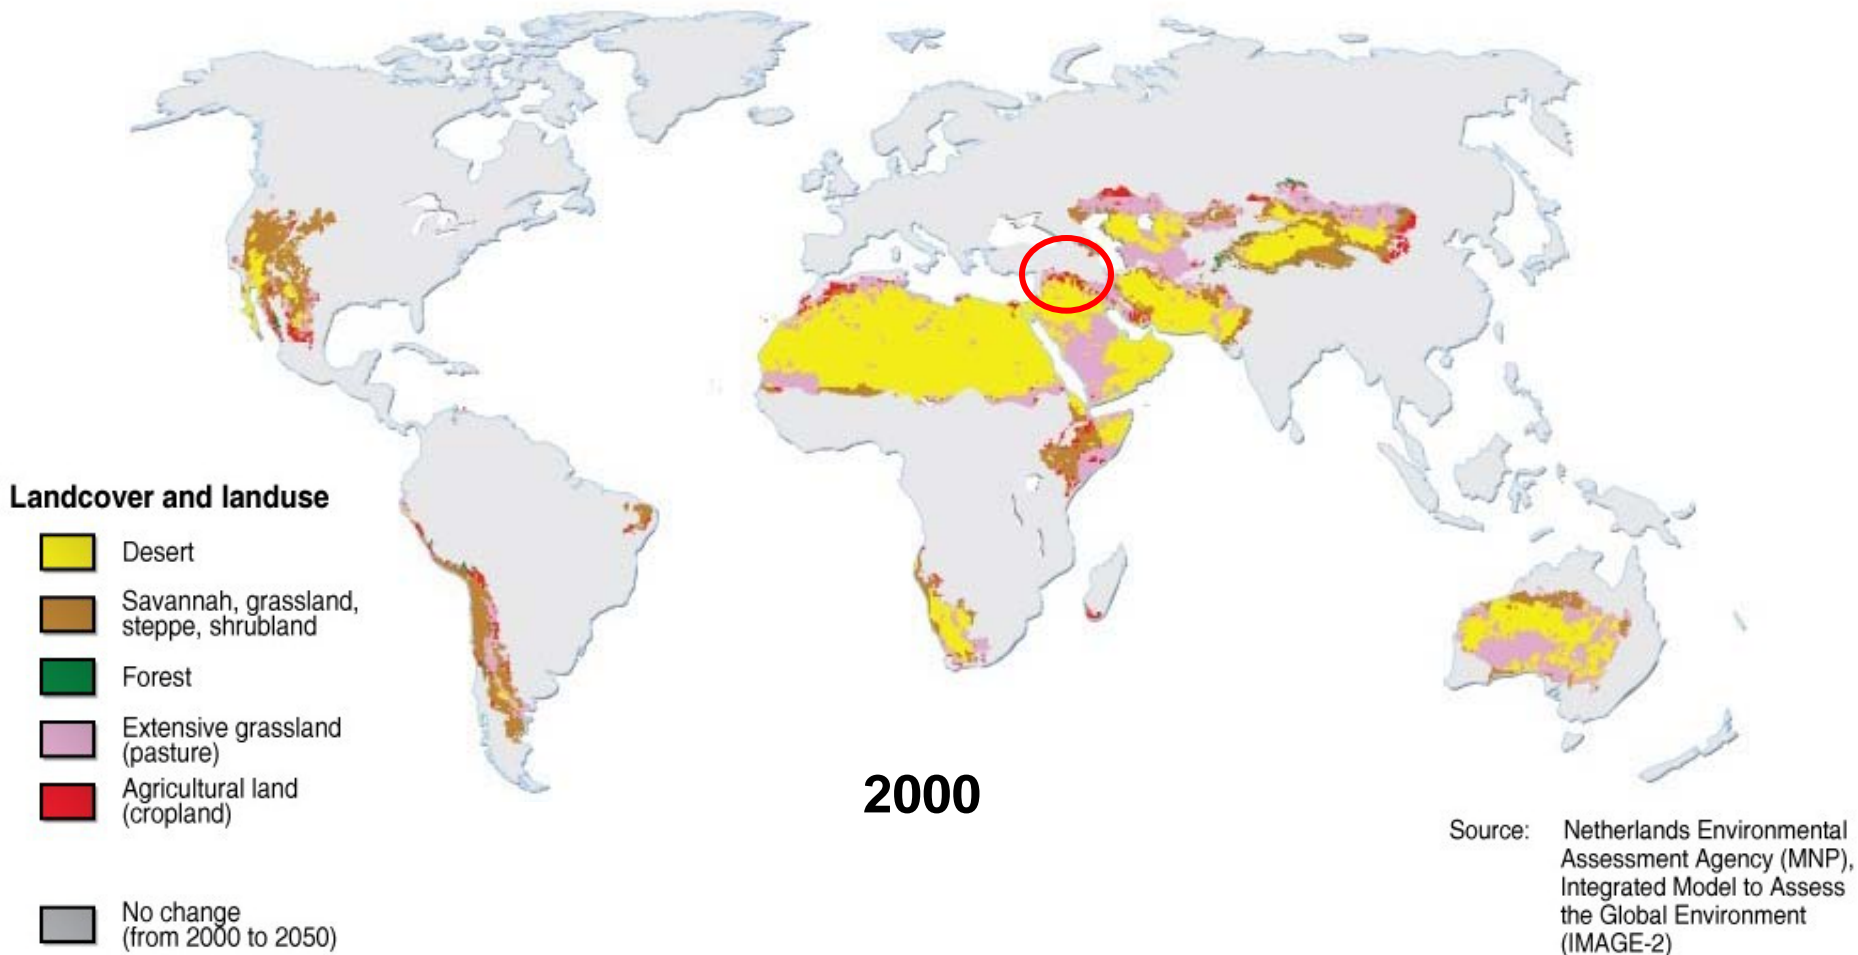 Landcover and landuse
Desert
Savannah, grassland,
steppe, shrubland
Forest
Extensive grassland
(pasture)
Agricultural land
(cropland)
No change
(from 2000 to 2050)
2000
Source: Netherlands Environmental
Assessment Agency (MNP),
Integrated Model to Assess
the Global Environment
(IMAGE-2)